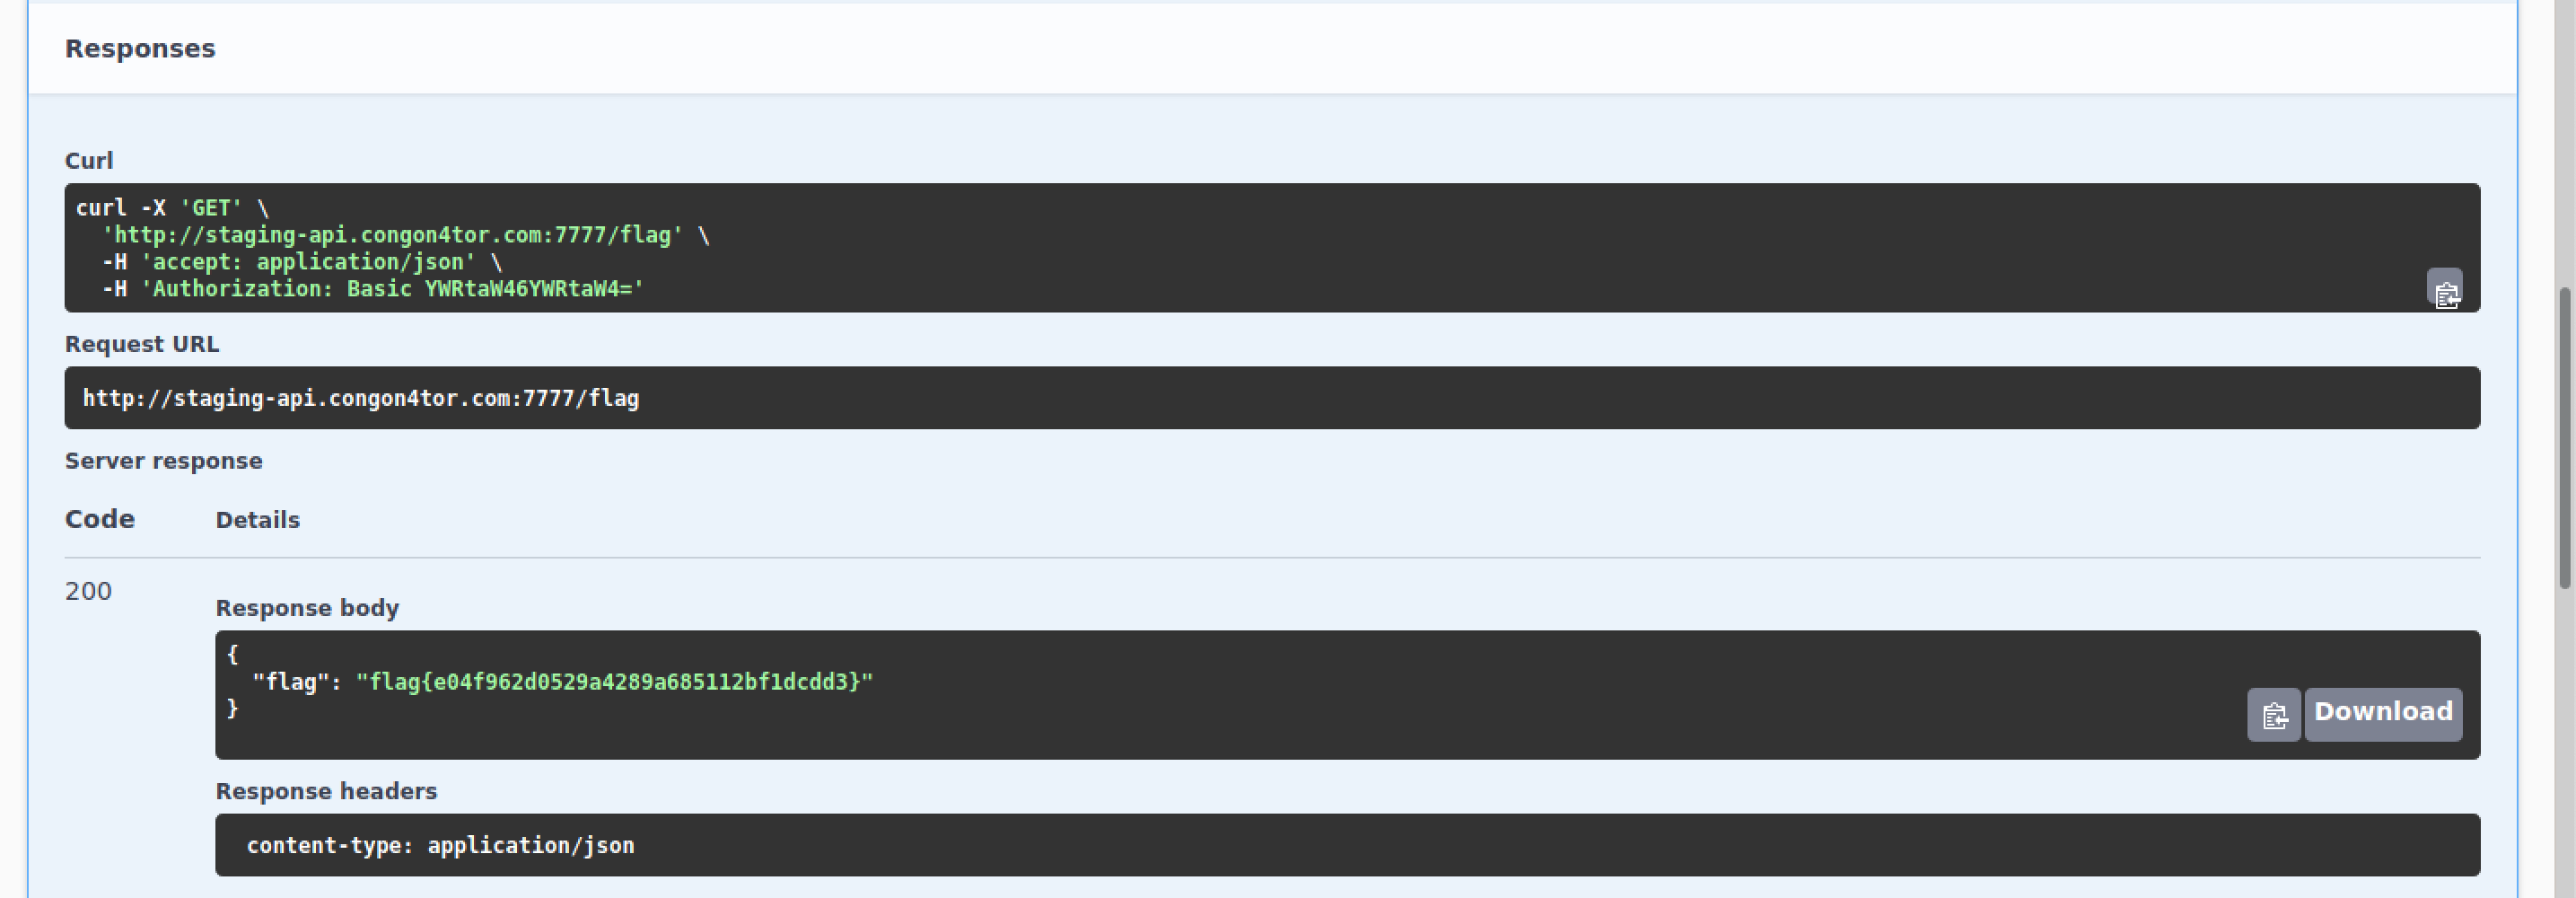 Responses
Curl
curl -X 'GET' \
  'http://staging-api.congon4tor.com:7777/flag' \
  -H 'accept: application/json' \
  -H 'Authorization: Basic YWRtaW46YWRtaW4='
Request URL
http://staging-api.congon4tor.com:7777/flag
Server response
Code Details
200
Response body
{
  "flag": "flag{e04f962d0529a4289a685112bf1dcdd3}"
}
Download
Response headers
content-type: application/json